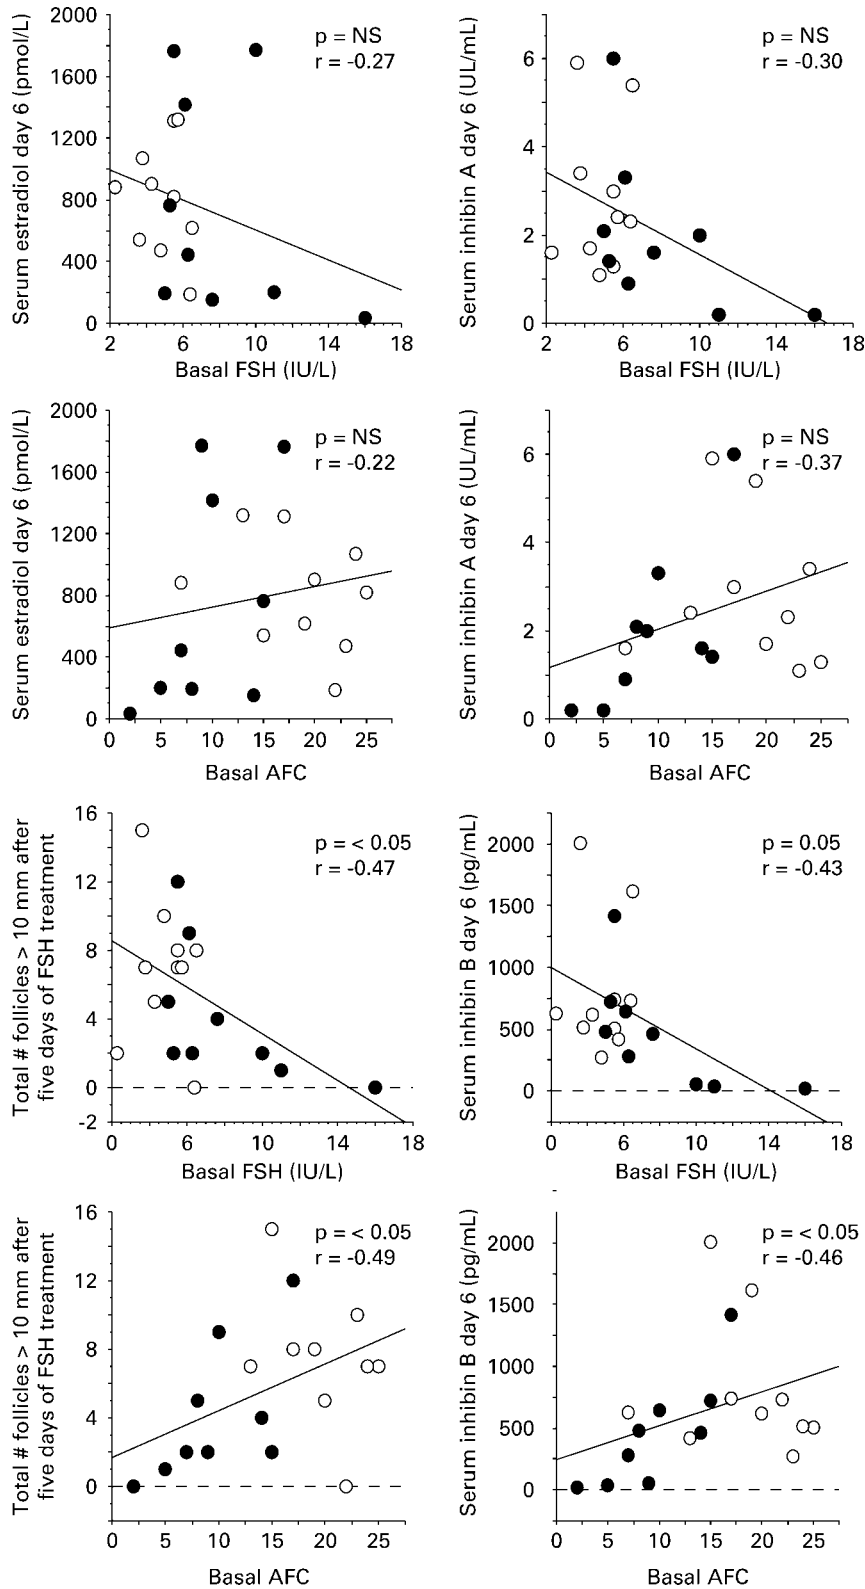 Serum estradiol day 6 (pmol/L)
2000
1600
1200
800
400
0
p = NS
r = -0.27
2
6
10
14
18
Basal FSH (IU/L)
Serum inhibin A day 6 (UL/mL)
6
4
2
0
p = NS
r = -0.30
2
6
10
14
18
Basal FSH (IU/L)
Serum estradiol day 6 (pmol/L)
2000
1600
1200
800
400
0
p = NS
r = -0.22
0
5
10
15
20
25
Basal AFC
Serum inhibin A day 6 (UL/mL)
6
4
2
0
p = NS
r = -0.37
0
5
10
15
20
25
Basal AFC
Total # follicles > 10 mm after
five days of FSH treatment
16
12
8
4
0
-2
p = < 0.05
r = -0.47
0
6
10
14
18
Basal FSH (IU/L)
Serum inhibin B day 6 (pg/mL)
2000
1500
1000
500
0
p = 0.05
r = -0.43
2
6
10
14
18
Basal FSH (IU/L)
Total # follicles > 10 mm after
five days of FSH treatment
16
12
8
4
0
p = < 0.05
r = -0.49
0
5
10
15
20
25
Basal AFC
Serum inhibin B day 6 (pg/mL)
2000
1500
1000
500
0
p = < 0.05
r = -0.46
0
5
10
15
20
25
Basal AFC